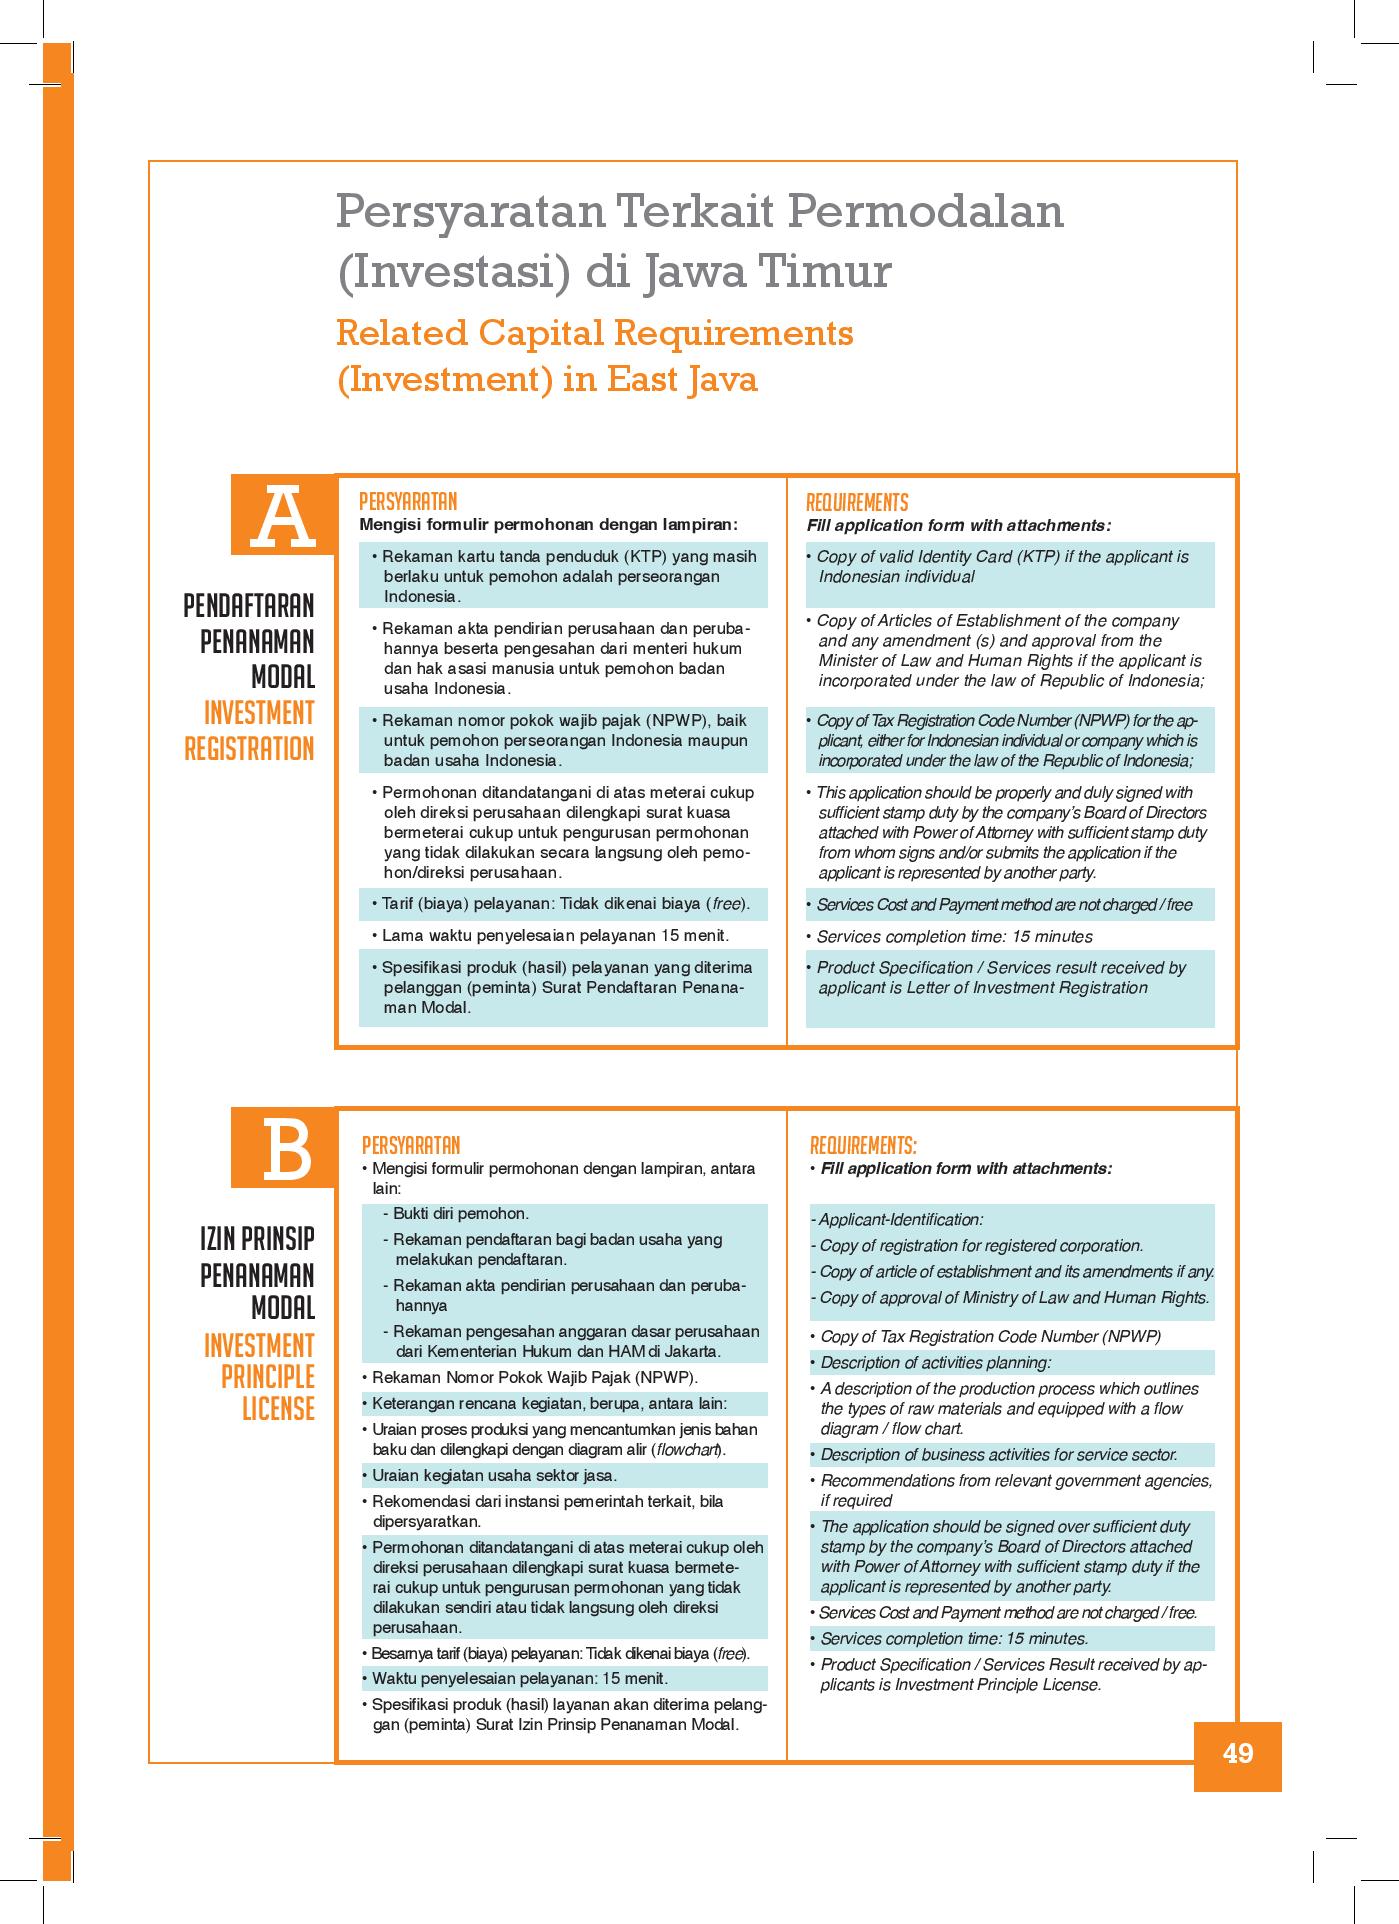 Persyaratan Terkait Permodalan
(Investasi) di Jawa Timur
Related Capital Requirements
(Investment) in East Java
A
PENDAFTARAN
PENANAMAN
MODAL
INVESTMENT
REGISTRATION
PERSYARATAN
Mengisi formulir permohonan dengan lampiran:
• Rekaman kartu tanda penduduk (KTP) yang masih
berlaku untuk pemohon adalah perseorangan
Indonesia.
• Rekaman akta pendirian perusahaan dan peruba-
hannya beserta pengesahan dari menteri hukum
dan hak asasi manusia untuk pemohon badan
usaha Indonesia.
• Rekaman nomor pokok wajib pajak (NPWP), baik
untuk pemohon perseorangan Indonesia maupun
badan usaha Indonesia.
• Permohonan ditandatangani di atas meterai cukup
oleh direksi perusahaan dilengkapi surat kuasa
bermeterai cukup untuk pengurusan permohonan
yang tidak dilakukan secara langsung oleh pemo-
hon/direksi perusahaan.
• Tarif (biaya) pelayanan: Tidak dikenai biaya (free).
• Lama waktu penyelesaian pelayanan 15 menit.
• Spesifikasi produk (hasil) pelayanan yang diterima
pelanggan (peminta) Surat Pendaftaran Penana-
man Modal.
REQUIREMENTS
Fill application form with attachments:
• Copy of valid Identity Card (KTP) if the applicant is
Indonesian individual
• Copy of Articles of Establishment of the company
and any amendment (s) and approval from the
Minister of Law and Human Rights if the applicant is
incorporated under the law of Republic of Indonesia;
• Copy of Tax Registration Code Number (NPWP) for the ap-
plicant, either for Indonesian individual or company which is
incorporated under the law of the Republic of Indonesia;
• This application should be properly and duly signed with
sufficient stamp duty by the company's Board of Directors
attached with Power of Attorney with sufficient stamp duty
from whom signs and/or submits the application if the
applicant is represented by another party.
• Services Cost and Payment method are not charged / free
• Services completion time: 15 minutes
• Product Specification / Services result received by
applicant is Letter of Investment Registration
B
IZIN PRINSIP
PENANAMAN
MODAL
INVESTMENT
PRINCIPLE
LICENSE
PERSYARATAN
• Mengisi formulir permohonan dengan lampiran, antara
lain:
- Bukti diri pemohon.
- Rekaman pendaftaran bagi badan usaha yang
melakukan pendaftaran.
- Rekaman akta pendirian perusahaan dan peruba-
hannya
- Rekaman pengesahan anggaran dasar perusahaan
dari Kementerian Hukum dan HAM di Jakarta.
• Rekaman Nomor Pokok Wajib Pajak (NPWP).
• Keterangan rencana kegiatan, berupa, antara lain:
• Uraian proses produksi yang mencantumkan jenis bahan
baku dan dilengkapi dengan diagram alir (flowchart).
• Uraian kegiatan usaha sektor jasa.
• Rekomendasi dari instansi pemerintah terkait, bila
dipersyaratkan.
• Permohonan ditandatangani di atas meterai cukup oleh
direksi perusahaan dilengkapi surat kuasa bermete-
rai cukup untuk pengurusan permohonan yang tidak
dilakukan sendiri atau tidak langsung oleh direksi
perusahaan.
• Besarnya tarif (biaya) pelayanan: Tidak dikenai biaya (free).
• Waktu penyelesaian pelayanan: 15 menit.
• Spesifikasi produk (hasil) layanan akan diterima pelang-
gan (peminta) Surat Izin Prinsip Penanaman Modal.
REQUIREMENTS:
• Fill application form with attachments:
- Applicant-Identification:
- Copy of registration for registered corporation.
- Copy of article of establishment and its amendments if any.
- Copy of approval of Ministry of Law and Human Rights.
• Copy of Tax Registration Code Number (NPWP)
• Description of activities planning:
• A description of the production process which outlines
the types of raw materials and equipped with a flow
diagram / flow chart.
• Description of business activities for service sector.
• Recommendations from relevant government agencies,
if required
• The application should be signed over sufficient duty
stamp by the company's Board of Directors attached
with Power of Attorney with sufficient stamp duty if the
applicant is represented by another party.
• Services Cost and Payment method are not charged / free.
• Services completion time: 15 minutes.
• Product Specification / Services Result received by ap-
plicants is Investment Principle License.
49